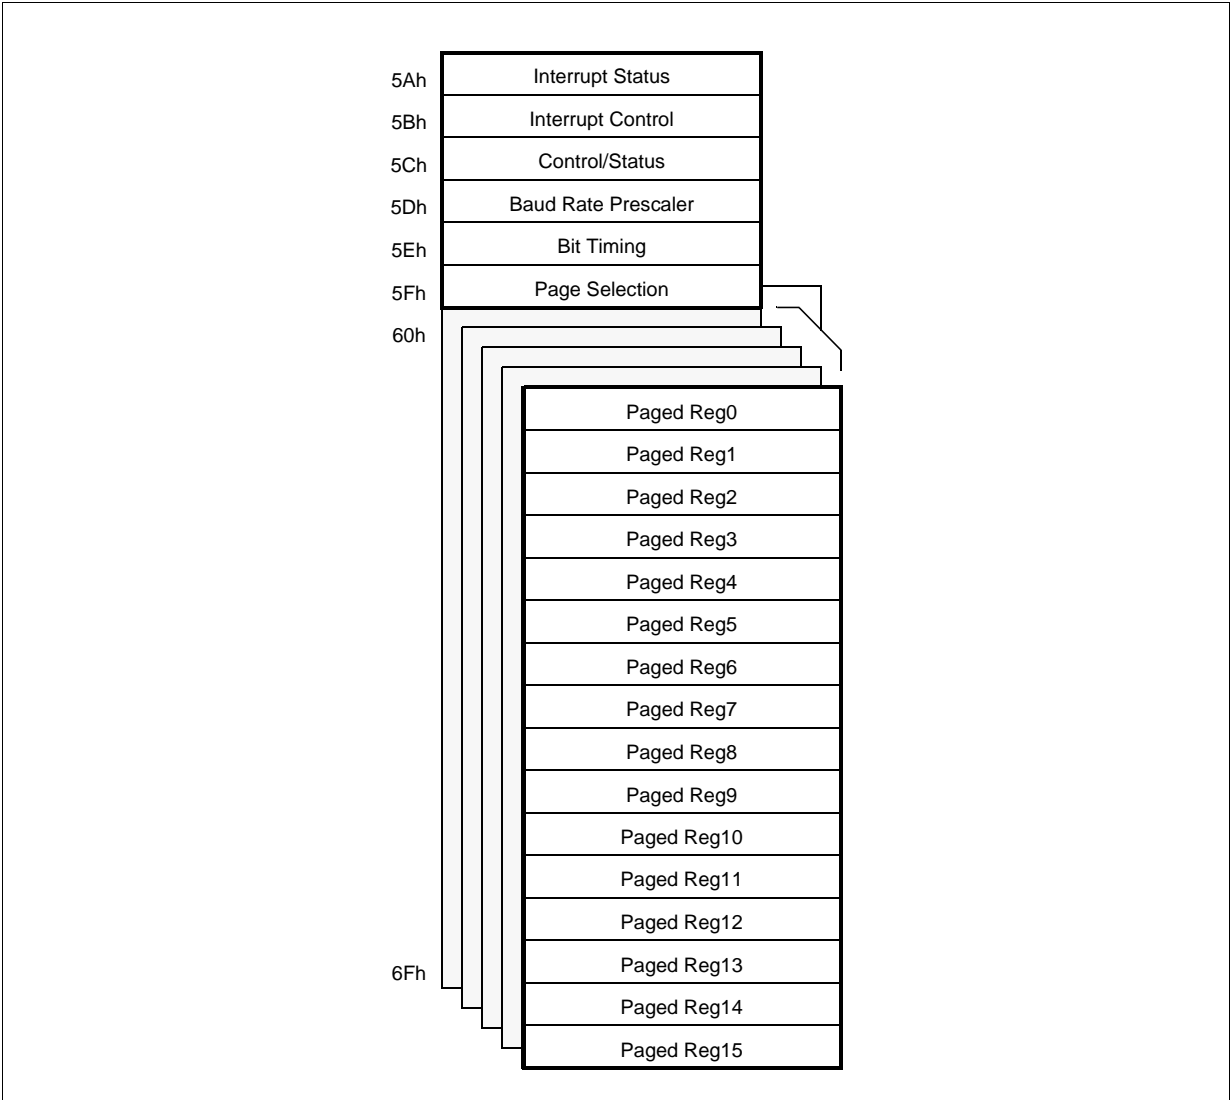 5Ah Interrupt Status
5Bh Interrupt Control
5Ch Control/Status
5Dh Baud Rate Prescaler
5Eh Bit Timing
5Fh Page Selection
60h
Paged Reg0
Paged Reg1
Paged Reg2
Paged Reg3
Paged Reg4
Paged Reg5
Paged Reg6
Paged Reg7
Paged Reg8
Paged Reg9
Paged Reg10
Paged Reg11
Paged Reg12
Paged Reg13
6Fh
Paged Reg14
Paged Reg15